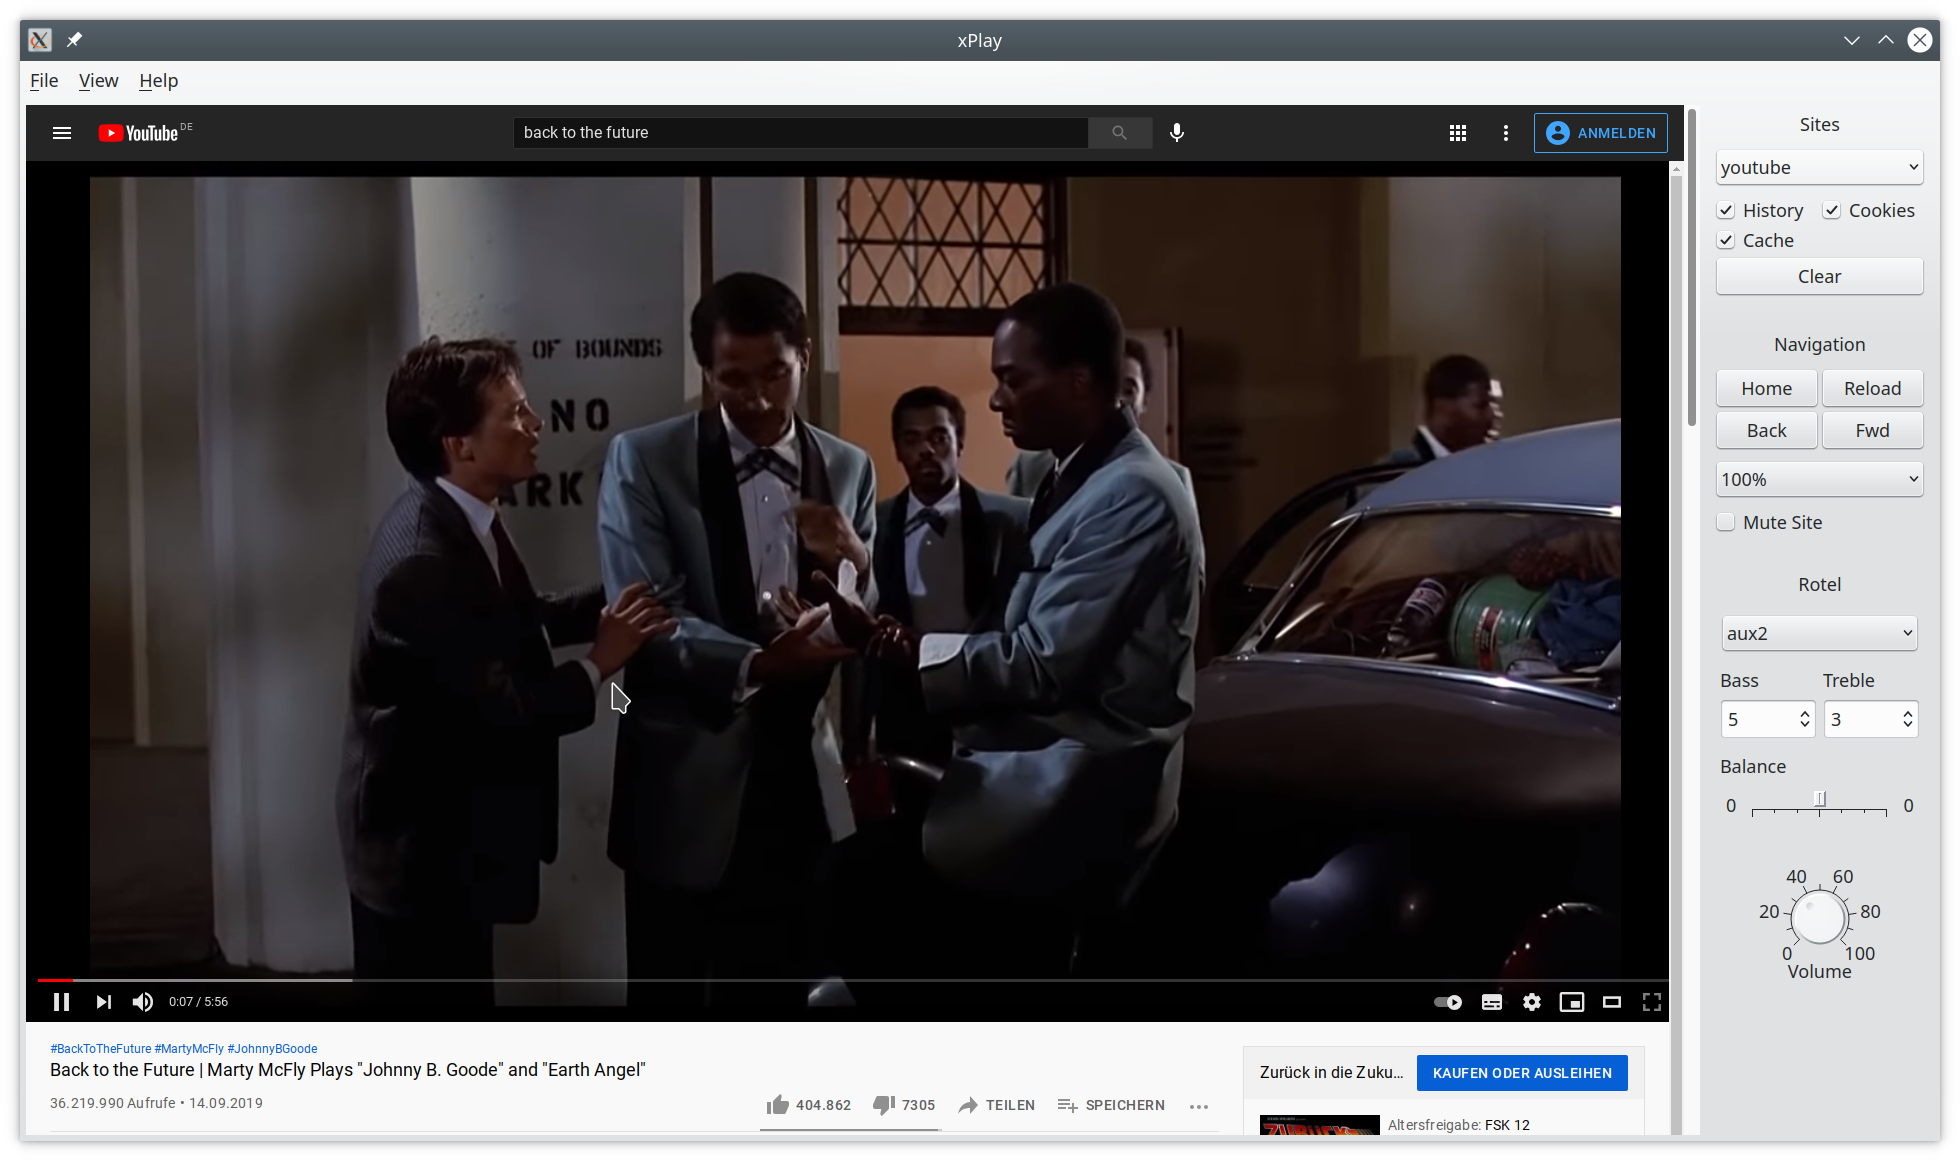 xPlay
File View Help
YouTube DE
back to the future
ANMELDEN
OF BOUNDS
NO
ARK
0:07 / 5:56
#BackToTheFuture #MartyMcFly #JohnnyBGoode
Back to the Future | Marty McFly Plays "Johnny B. Goode" and "Earth Angel"
36.219.990 Aufrufe • 14.09.2019
404.862 7305 TEILEN SPEICHERN
Zurück in die Zuku...
KAUFEN ODER AUSLEIHEN
Altersfreigabe: FSK 12
Sites
youtube
History Cookies
Cache
Clear
Navigation
Home Reload
Back Fwd
100%
Mute Site
Rotel
aux2
Bass Treble
5 3
Balance
0 0
40 60
20 80
0 100
Volume